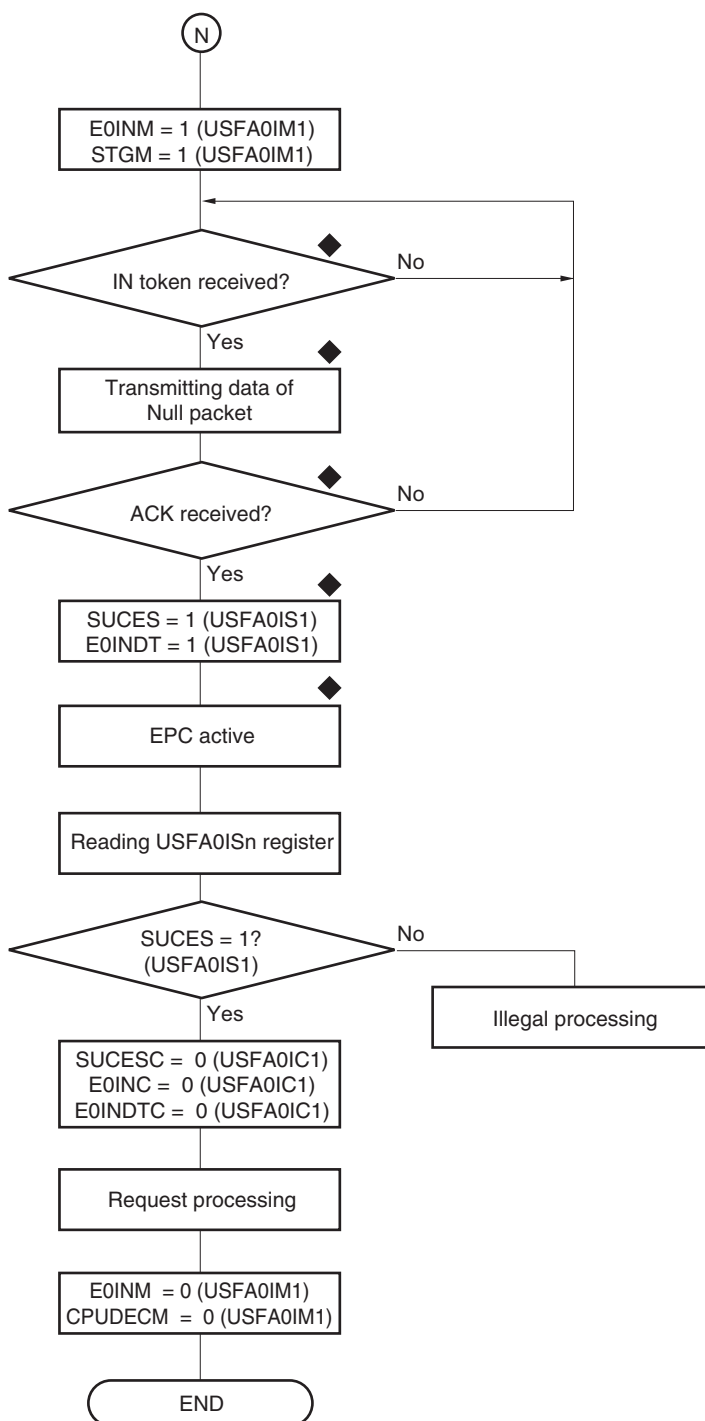 N
E0INM = 1 (USFA0IM1)
STGM = 1 (USFA0IM1)
IN token received?
No
Yes
Transmitting data of
Null packet
ACK received?
No
Yes
SUCES = 1 (USFA0IS1)
E0INDT = 1 (USFA0IS1)
EPC active
Reading USFA0ISn register
SUCES = 1?
(USFA0IS1)
No
Illegal processing
Yes
SUCESC = 0 (USFA0IC1)
E0INC = 0 (USFA0IC1)
E0INDTC = 0 (USFA0IC1)
Request processing
E0INM = 0 (USFA0IM1)
CPUDECM = 0 (USFA0IM1)
END